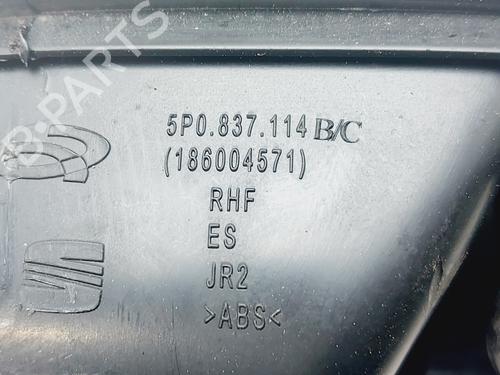 B-PARTS
5P0.837.114 B/C
(186004571)
RHF
ES
JR2
>ABS<